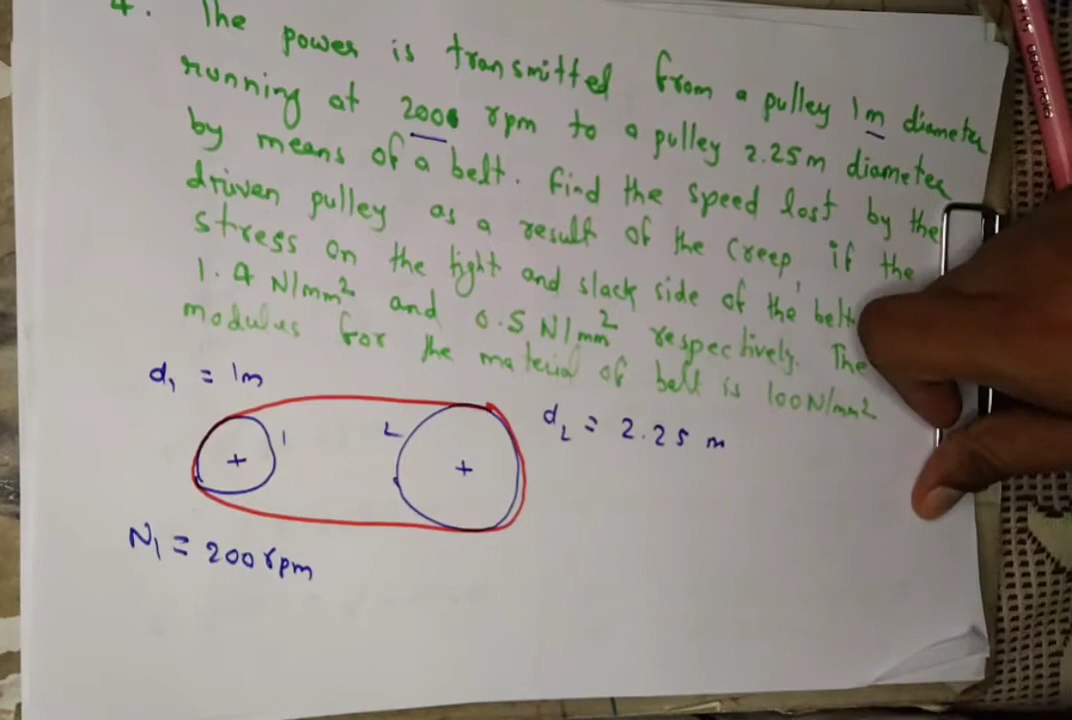 4. The power is transmitted from a pulley 1m diameter
running at 200 rpm to a pulley 2.25m diameter
by means of a belt. find the speed lost by the
driven pulley as a result of the creep, if the
stress on the tight and slack side of the belt
1.4 N/mm² and 0.5 N/mm² respectively. The
modulus for the material of belt is 100N/mm²
d₁ = 1m
d₂ = 2.25 m
1
2
+
+
N₁ = 200 rpm